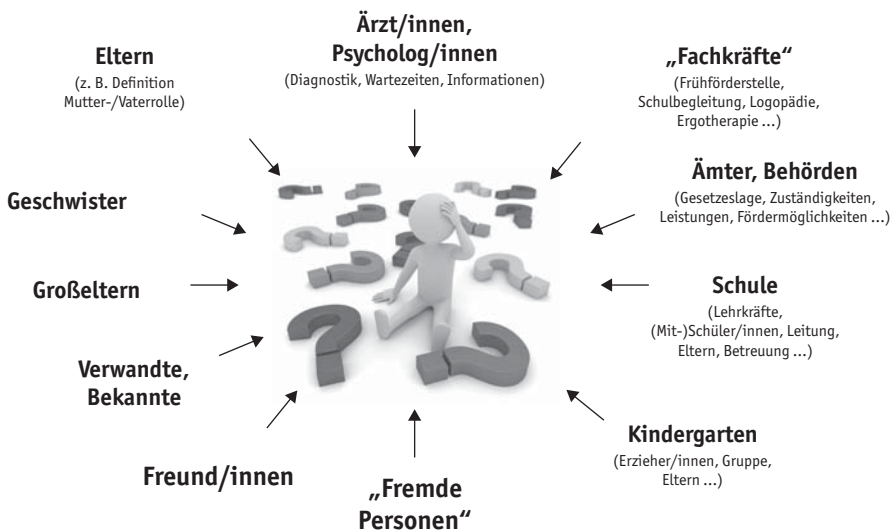 Eltern
(z. B. Definition
Mutter-/Vaterrolle)
Ärzt/innen,
Psycholog/innen
(Diagnostik, Wartezeiten, Informationen)
„Fachkräfte“
(Frühförderstelle,
Schulbegleitung, Logopädie,
Ergotherapie ...)
Ämter, Behörden
(Gesetzeslage, Zuständigkeiten,
Leistungen, Fördermöglichkeiten ...)
Geschwister
Großeltern
Schule
(Lehrkräfte,
(Mit-)Schüler/innen, Leitung,
Eltern, Betreuung ...)
Verwandte,
Bekannte
Kindergarten
(Erzieher/innen, Gruppe,
Eltern ...)
Freund/innen
„Fremde
Personen“